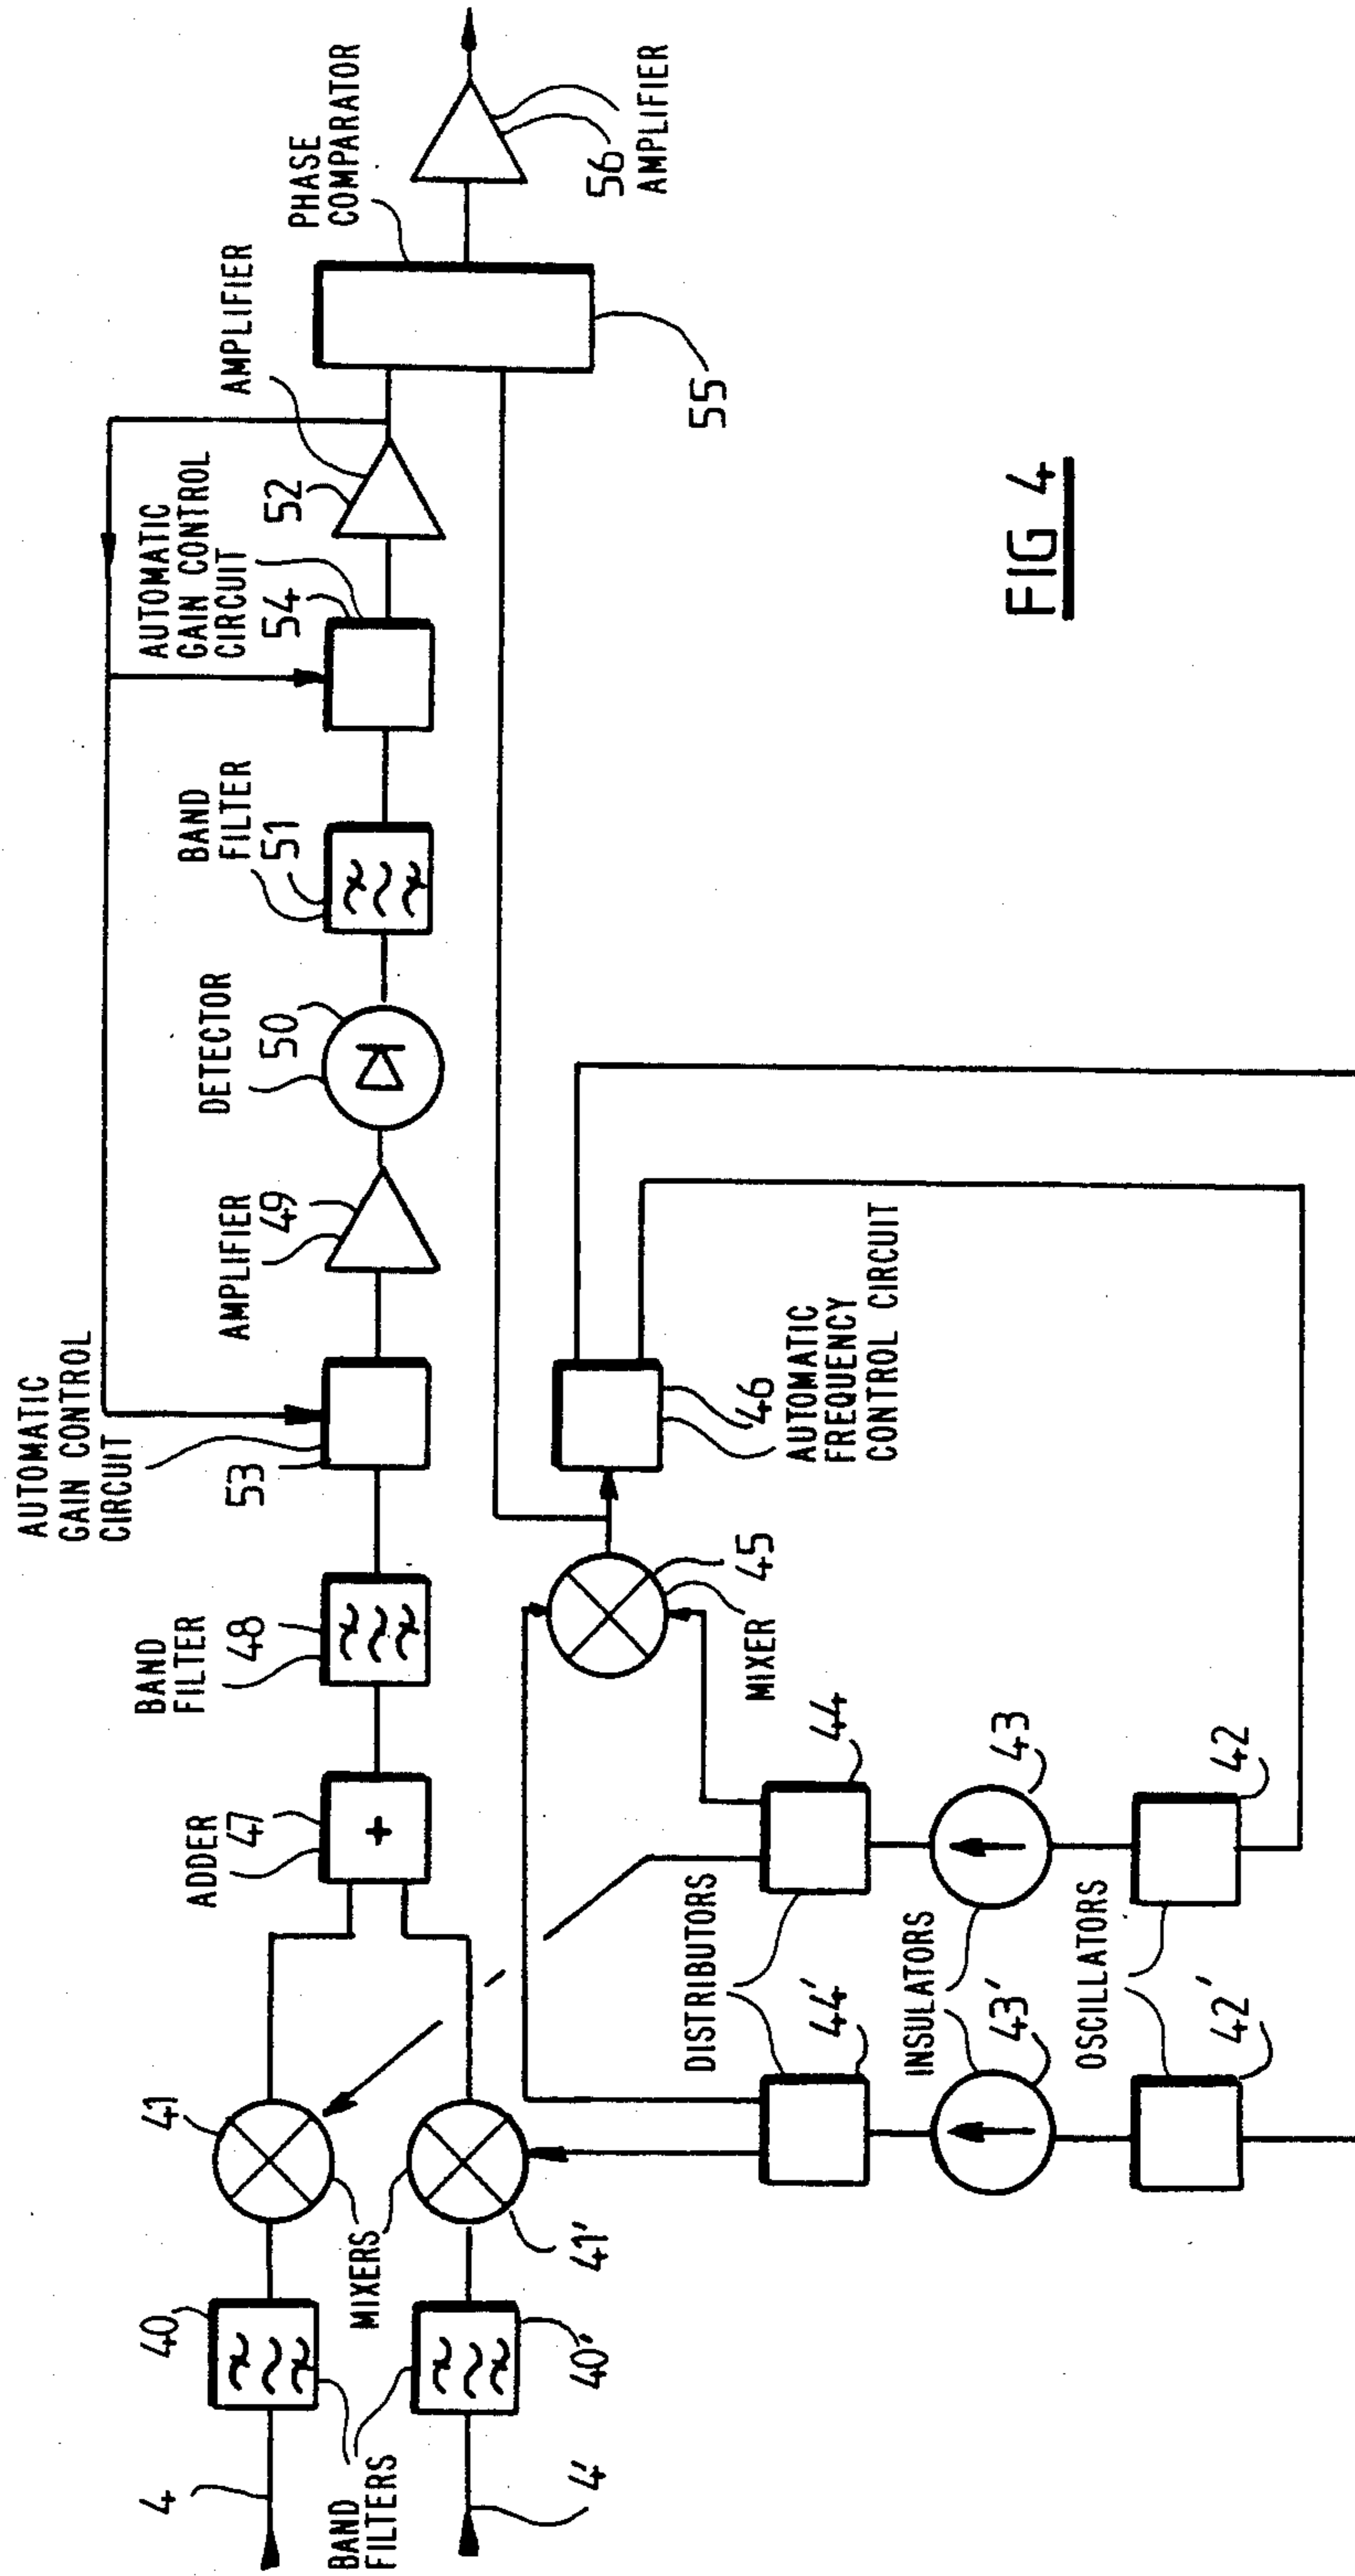 4
4'
BAND
FILTERS
40
40'
MIXERS
41
41'
ADDER
47
BAND
FILTER
48
AUTOMATIC
GAIN CONTROL
CIRCUIT
53
AMPLIFIER
49
DETECTOR
50
BAND
FILTER
51
AUTOMATIC
GAIN CONTROL
CIRCUIT
54
52
AMPLIFIER
PHASE
COMPARATOR
55
56
AMPLIFIER
DISTRIBUTORS
44'
44
INSULATORS
43'
43
OSCILLATORS
42'
42
45
MIXER
46
AUTOMATIC
FREQUENCY
CONTROL CIRCUIT
+
FIG 4